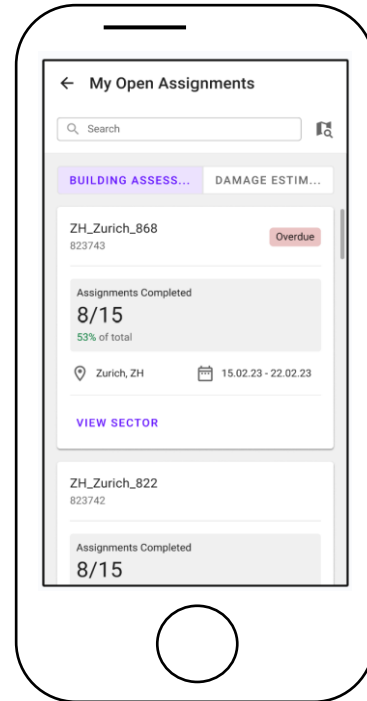 My Open Assignments
Search
BUILDING ASSESS... DAMAGE ESTIM...
ZH_Zurich_868
Overdue
823743
Assignments Completed
8/15
53% of total
Zurich, ZH 15.02.23 - 22.02.23
VIEW SECTOR
ZH_Zurich_822
823742
Assignments Completed
8/15